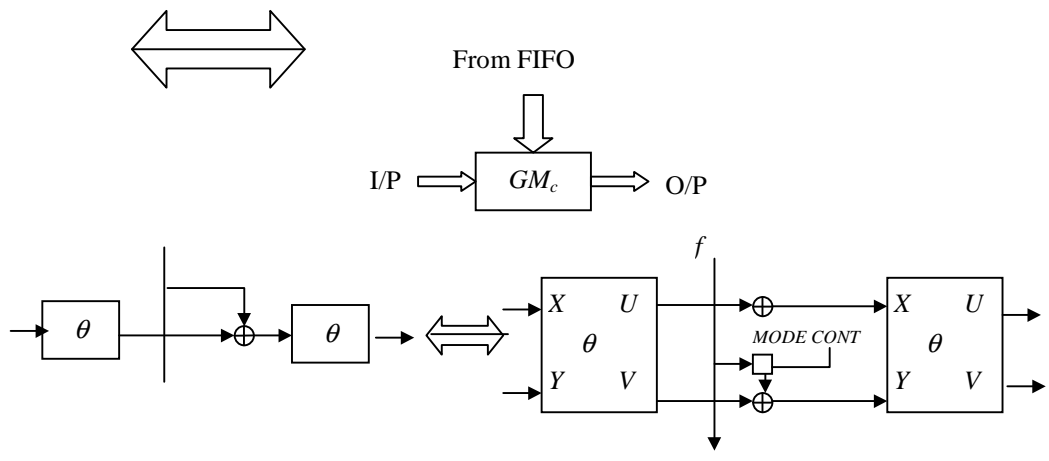 From FIFO
I/P
GMc
O/P
f
θ
θ
X U
θ
Y V
MODE CONT
X U
θ
Y V